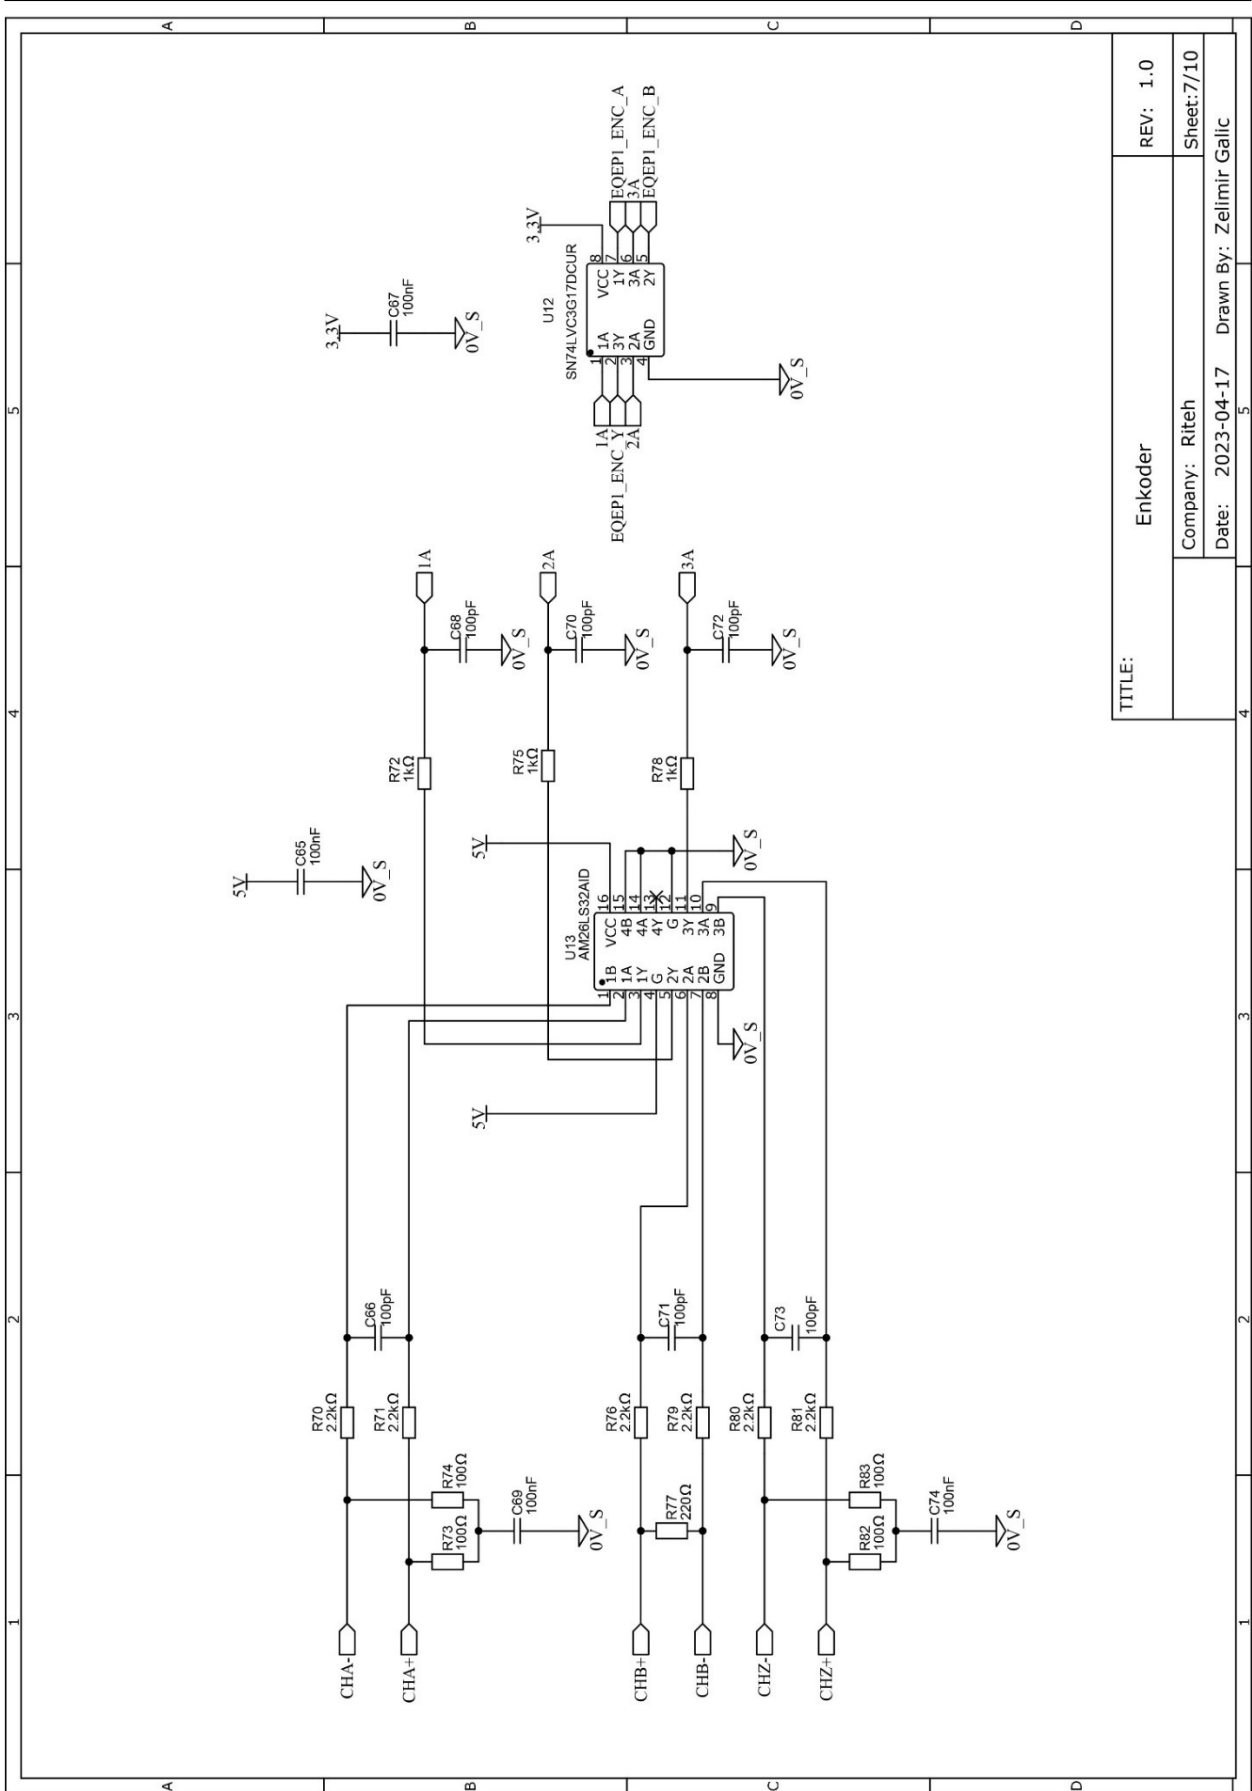 A
B
C
D
1
2
3
4
5
CHA-
CHA+
CHB+
CHB-
CHZ-
CHZ+
R70
2.2kΩ
R71
2.2kΩ
R74
100Ω
R73
100Ω
C69
100nF
0V_S
C66
100pF
R76
2.2kΩ
R77
220Ω
R79
2.2kΩ
C71
100pF
R80
2.2kΩ
R81
2.2kΩ
R83
100Ω
R82
100Ω
C74
100nF
0V_S
C73
100pF
5V
C65
100nF
0V_S
5V
5V
U13
AM26LS32AID
1 1B
2 1A
3 1Y
4 G
5 2Y
6 2A
7 2B
8 GND
VCC 16
4B 15
4A 14
4Y 13
G 12
3Y 11
3A 10
3B 9
0V_S
0V_S
R72
1kΩ
C68
100pF
0V_S
1A
R75
1kΩ
C70
100pF
0V_S
2A
R78
1kΩ
C72
100pF
0V_S
3A
3.3V
C67
100nF
0V_S
3.3V
U12
SN74LVC3G17DCUR
1A
EQEP1_ENC_Y
2A
1 1A
2 3Y
3 2A
4 GND
VCC 8
1Y 7
3A 6
2Y 5
EQEP1_ENC_A
3A
EQEP1_ENC_B
0V_S
TITLE:
Enkoder
REV: 1.0
Company: Riteh
Sheet:7/10
Date: 2023-04-17 Drawn By: Zelimir Galic
1
2
3
4
5
A
B
C
D